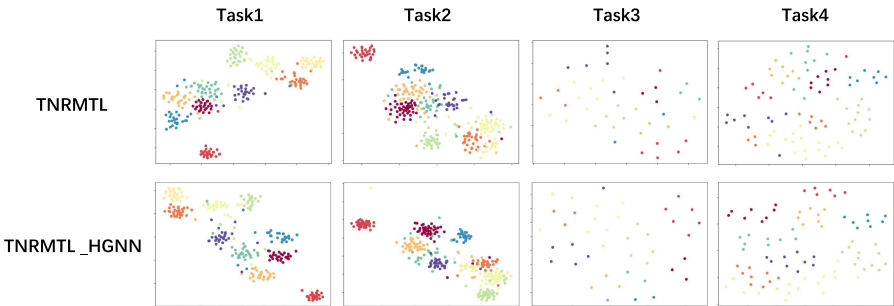 Task1 Task2 Task3 Task4
TNRMTL
TNRMTL _HGNN